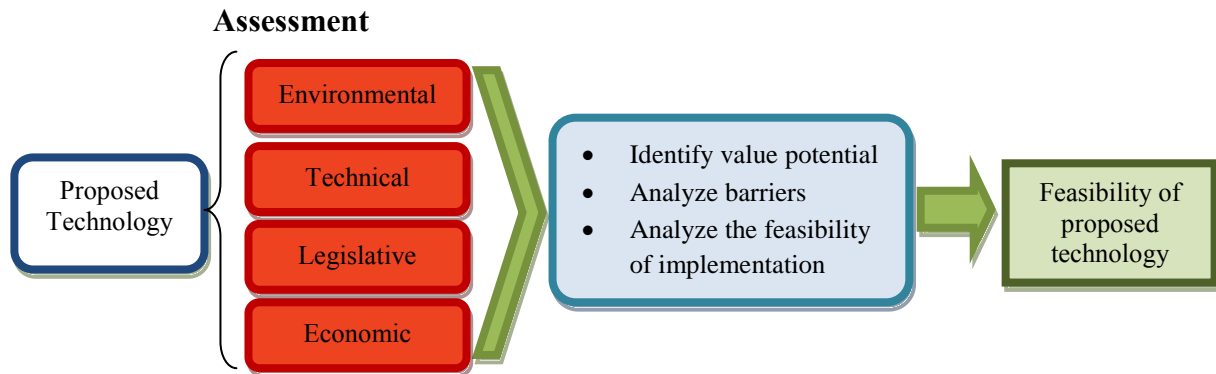 Assessment
Proposed
Technology
Environmental
Technical
Legislative
Economic
• Identify value potential
• Analyze barriers
• Analyze the feasibility
of implementation
Feasibility of
proposed
technology